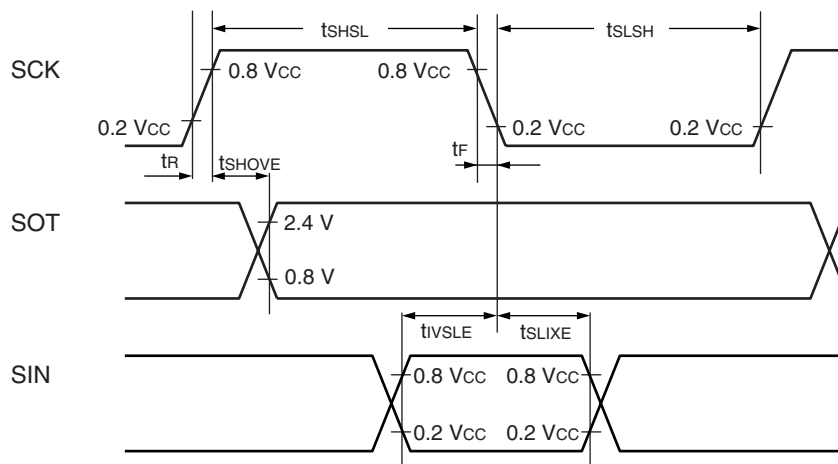 tSHSL tSLSH
SCK 0.8 VCC 0.8 VCC
0.2 VCC 0.2 VCC 0.2 VCC
tR tSHOVE tF
SOT 2.4 V
0.8 V
tIVSLE tSLIXE
SIN 0.8 VCC 0.8 VCC
0.2 VCC 0.2 VCC